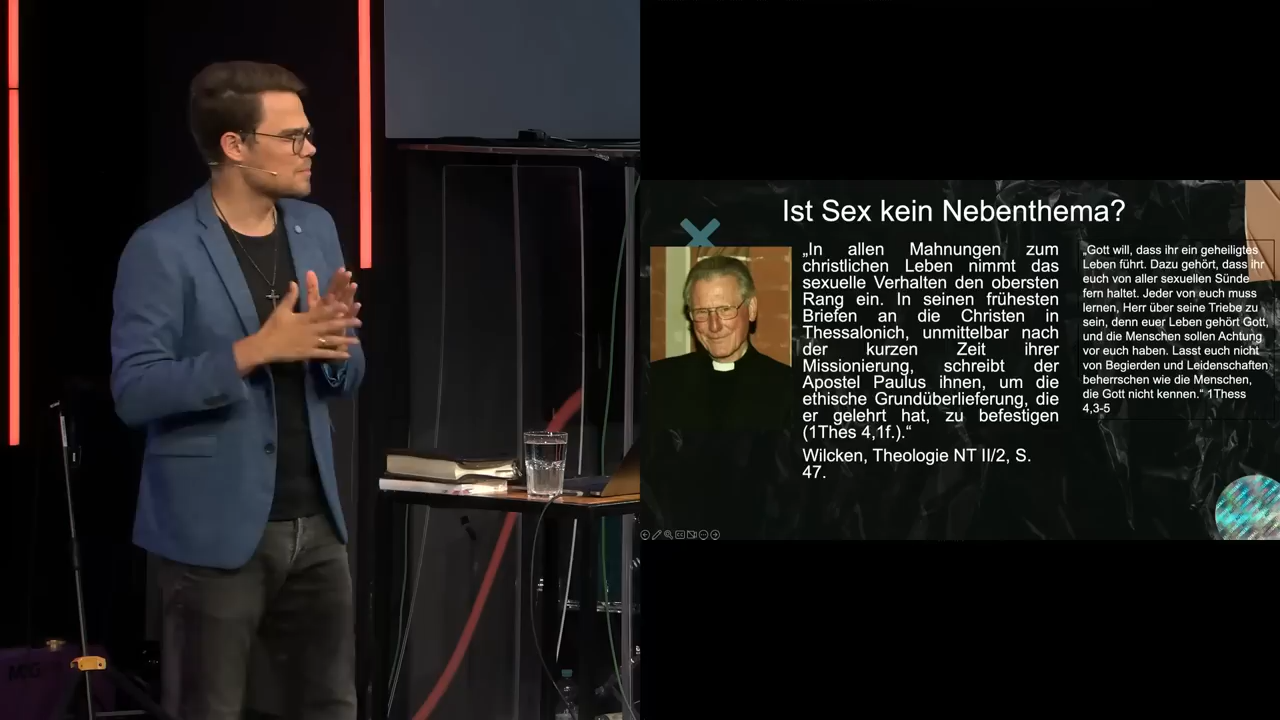 Ist Sex kein Nebenthema?
„In allen Mahnungen zum
christlichen Leben nimmt das
sexuelle Verhalten den obersten
Rang ein. In seinen frühesten
Briefen an die Christen in
Thessalonich, unmittelbar nach
der kurzen Zeit ihrer
Missionierung, schreibt der
Apostel Paulus ihnen, um die
ethische Grundüberlieferung, die
er gelehrt hat, zu befestigen
(1Thes 4,1f.).“
Wilcken, Theologie NT II/2, S.
47.
„Gott will, dass ihr ein geheiligtes
Leben führt. Dazu gehört, dass ihr
euch von aller sexuellen Sünde
fern haltet. Jeder von euch muss
lernen, Herr über seine Triebe zu
sein, denn euer Leben gehört Gott,
und die Menschen sollen Achtung
vor euch haben. Lasst euch nicht
von Begierden und Leidenschaften
beherrschen wie die Menschen,
die Gott nicht kennen.“ 1Thess
4,3-5